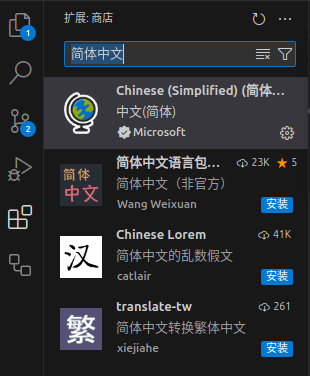 扩展: 商店
1
简体中文
Chinese (Simplified) (简体...
中文(简体)
2
Microsoft
简体中文语言包... 23K 5
简体
中文
简体中文（非官方）
Wang Weixuan 安装
Chinese Lorem 41K
汉
简体中文的乱数假文
catlair 安装
translate-tw 261
繁
简体中文转换繁体中文
xiejiahe 安装